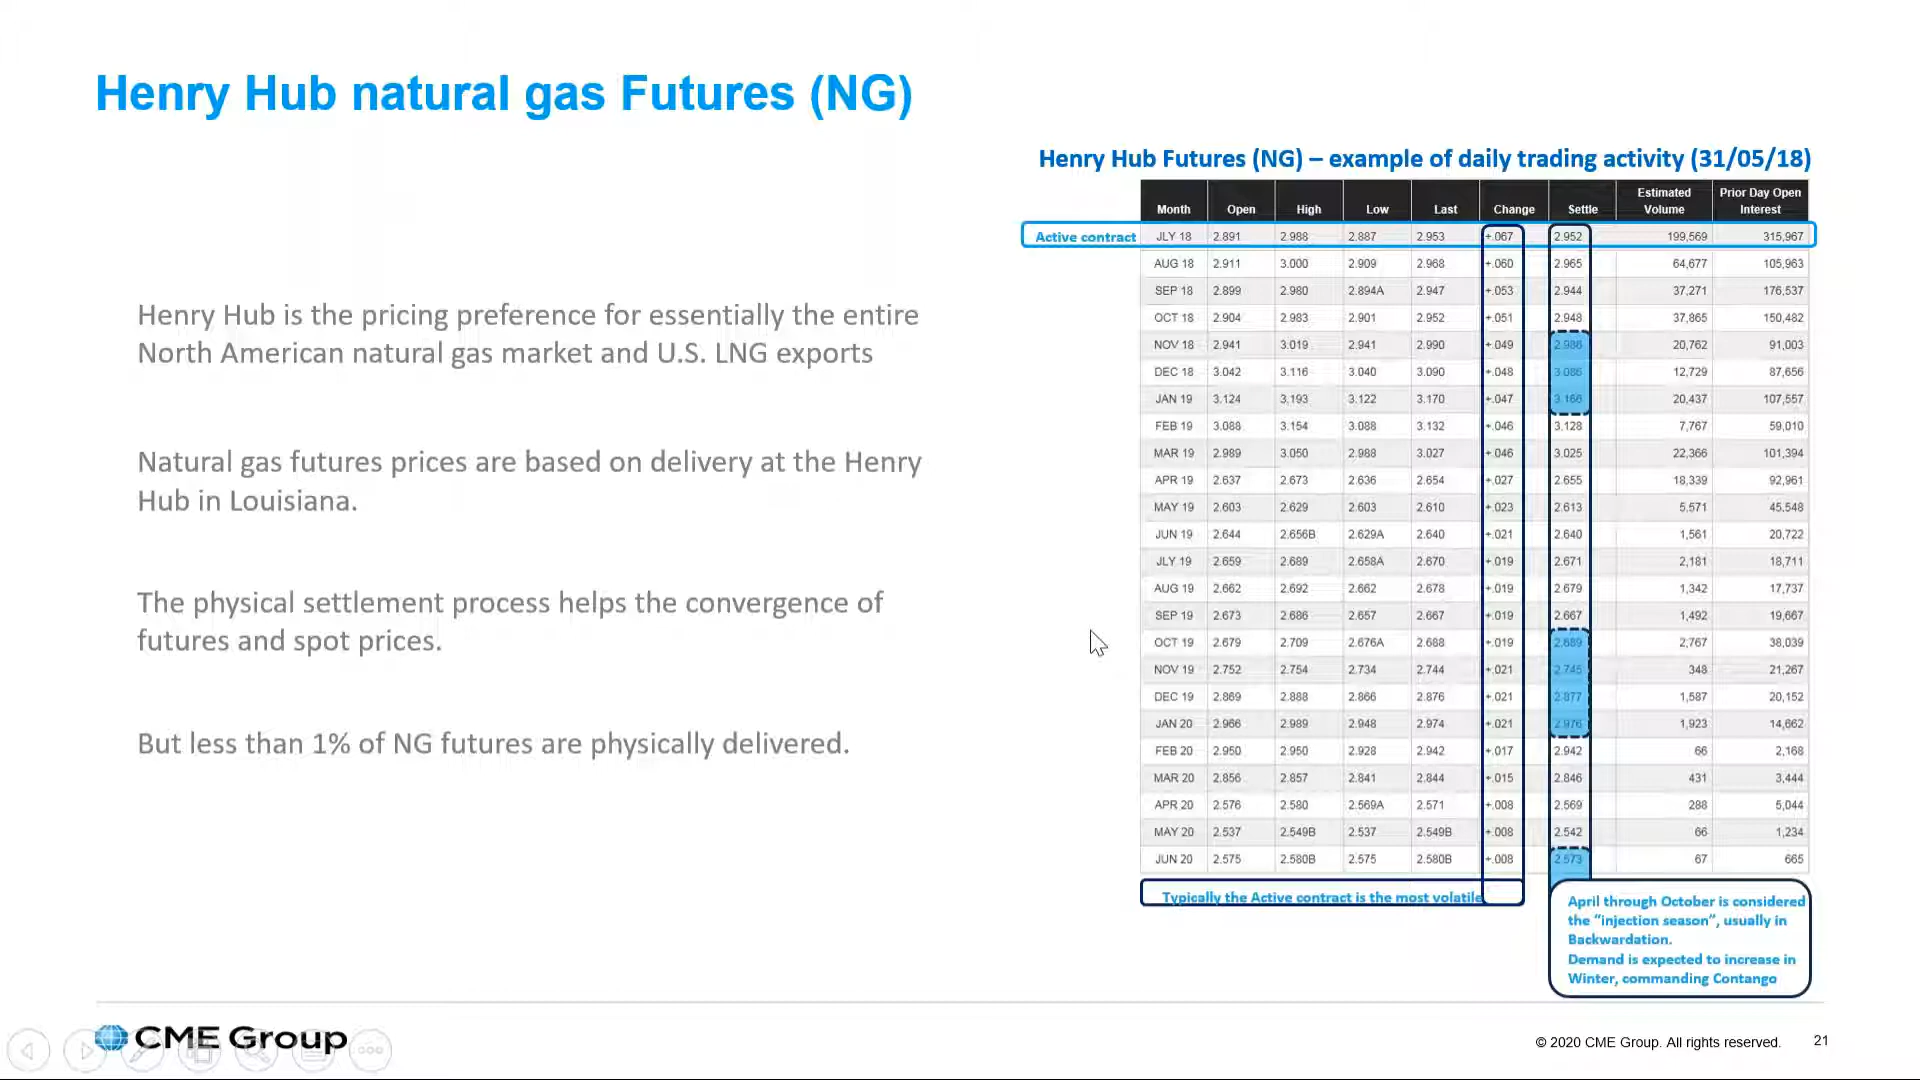 Henry Hub natural gas Futures (NG)
Henry Hub is the pricing preference for essentially the entire
North American natural gas market and U.S. LNG exports
Natural gas futures prices are based on delivery at the Henry
Hub in Louisiana.
The physical settlement process helps the convergence of
futures and spot prices.
But less than 1% of NG futures are physically delivered.
Henry Hub Futures (NG) – example of daily trading activity (31/05/18)
Month Open High Low Last Change Settle Estimated Volume Prior Day Open Interest
Active contract JLY 18 2.891 2.988 2.887 2.953 +.067 2.952 199,569 315,967
AUG 18 2.911 3.000 2.909 2.968 +.060 2.965 64,677 105,963
SEP 18 2.899 2.980 2.894A 2.947 +.053 2.944 37,271 176,537
OCT 18 2.904 2.983 2.901 2.952 +.051 2.948 37,865 150,482
NOV 18 2.941 3.019 2.941 2.990 +.049 2.986 20,762 91,003
DEC 18 3.042 3.116 3.040 3.090 +.048 3.086 12,729 87,656
JAN 19 3.124 3.193 3.122 3.170 +.047 3.166 20,437 107,557
FEB 19 3.088 3.154 3.088 3.132 +.046 3.128 7,767 59,010
MAR 19 2.989 3.050 2.988 3.027 +.046 3.025 22,366 101,394
APR 19 2.637 2.673 2.636 2.654 +.027 2.655 18,339 92,961
MAY 19 2.603 2.629 2.603 2.610 +.023 2.613 5,571 45,548
JUN 19 2.644 2.656B 2.629A 2.640 +.021 2.640 1,561 20,722
JLY 19 2.659 2.689 2.658A 2.670 +.019 2.671 2,181 18,711
AUG 19 2.662 2.692 2.662 2.678 +.019 2.679 1,342 17,737
SEP 19 2.673 2.686 2.657 2.667 +.019 2.667 1,492 19,667
OCT 19 2.679 2.709 2.676A 2.688 +.019 2.689 2,767 38,039
NOV 19 2.752 2.754 2.734 2.744 +.021 2.745 348 21,267
DEC 19 2.869 2.888 2.866 2.876 +.021 2.877 1,587 20,152
JAN 20 2.966 2.989 2.948 2.974 +.021 2.976 1,923 14,662
FEB 20 2.950 2.950 2.928 2.942 +.017 2.942 66 2,168
MAR 20 2.856 2.857 2.841 2.844 +.015 2.846 431 3,444
APR 20 2.576 2.580 2.569A 2.571 +.008 2.569 288 5,044
MAY 20 2.537 2.549B 2.537 2.549B +.008 2.542 66 1,234
JUN 20 2.575 2.580B 2.575 2.580B +.008 2.573 67 665
Typically the Active contract is the most volatile
April through October is considered
the “injection season”, usually in
Backwardation.
Demand is expected to increase in
Winter, commanding Contango
CME Group
© 2020 CME Group. All rights reserved.
21